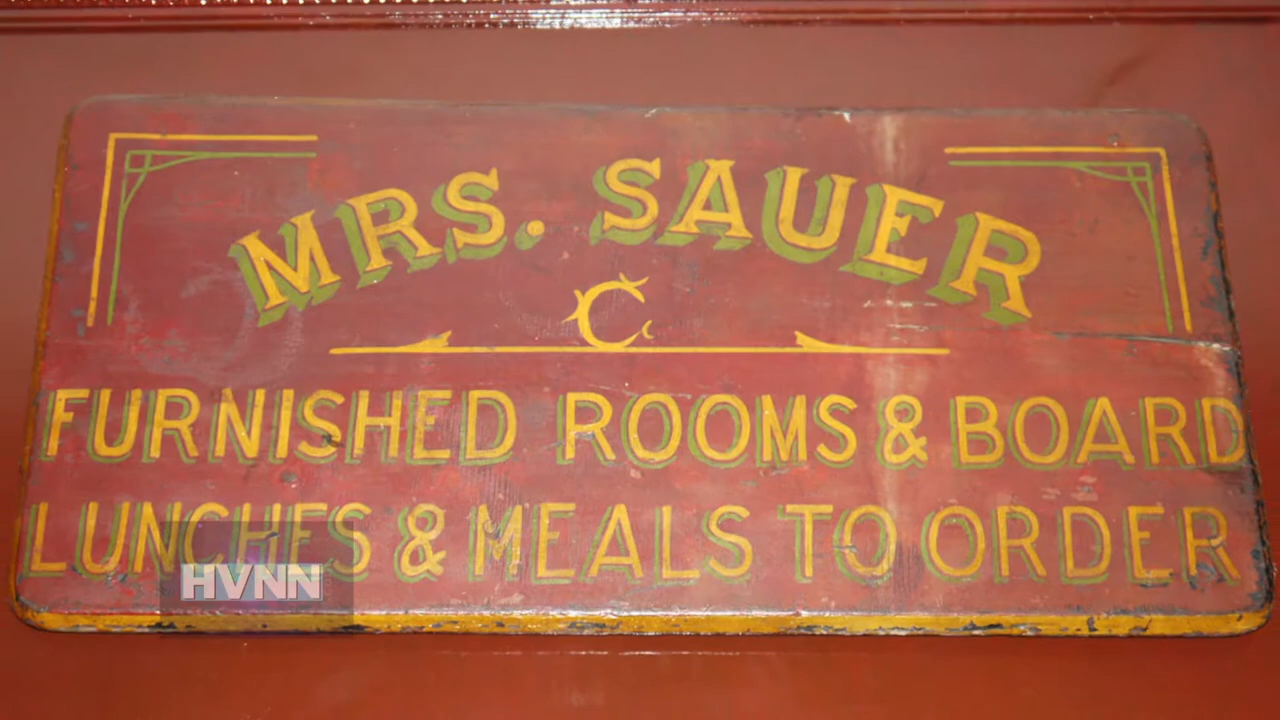 MRS. SAUER
C
FURNISHED ROOMS & BOARD
LUNCHES & MEALS TO ORDER
HVNN